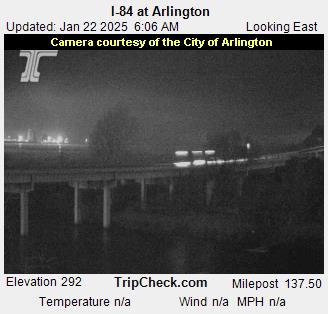 I-84 at Arlington
Updated: Jan 22 2025 6:06 AM Looking East
Camera courtesy of the City of Arlington
Elevation 292 TripCheck.com Milepost 137.50
Temperature n/a Wind n/a MPH n/a